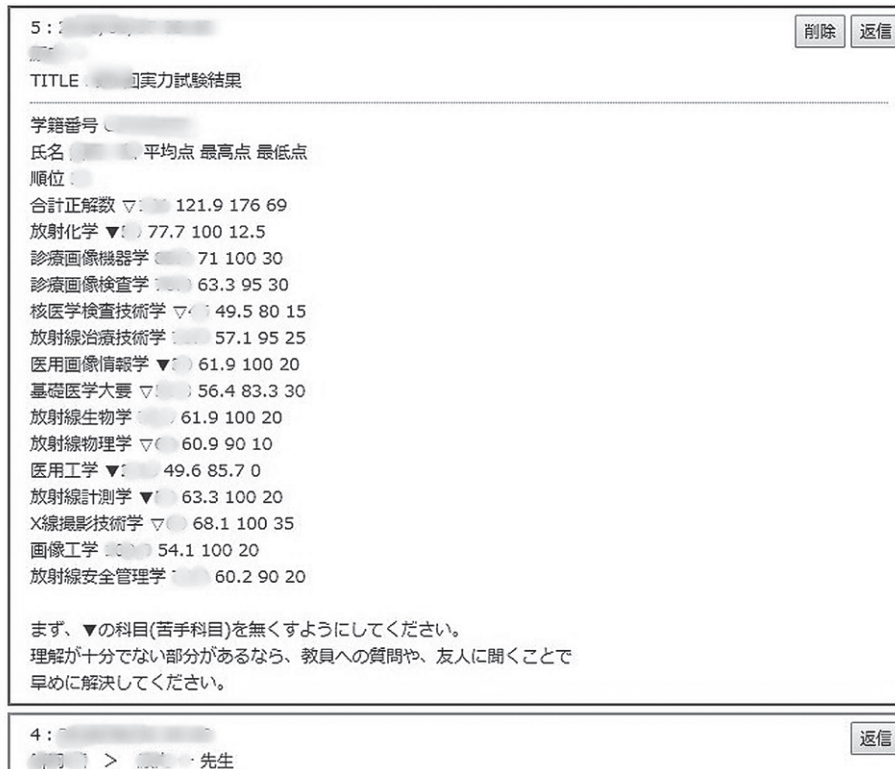 5：
削除 返信
TITLE 回実力試験結果
学籍番号
氏名 平均点 最高点 最低点
順位
合計正解数 ▽ 121.9 176 69
放射化学 ▼ 77.7 100 12.5
診療画像機器学 71 100 30
診療画像検査学 63.3 95 30
核医学検査技術学 ▽ 49.5 80 15
放射線治療技術学 57.1 95 25
医用画像情報学 ▼ 61.9 100 20
基礎医学大要 ▽ 56.4 83.3 30
放射線生物学 61.9 100 20
放射線物理学 ▽ 60.9 90 10
医用工学 ▼ 49.6 85.7 0
放射線計測学 ▼ 63.3 100 20
X線撮影技術学 ▽ 68.1 100 35
画像工学 54.1 100 20
放射線安全管理学 60.2 90 20
まず、▼の科目(苦手科目)を無くすようにしてください。
理解が十分でない部分があるなら、教員への質問や、友人に聞くことで
早めに解決してください。
4：
返信
＞ 先生